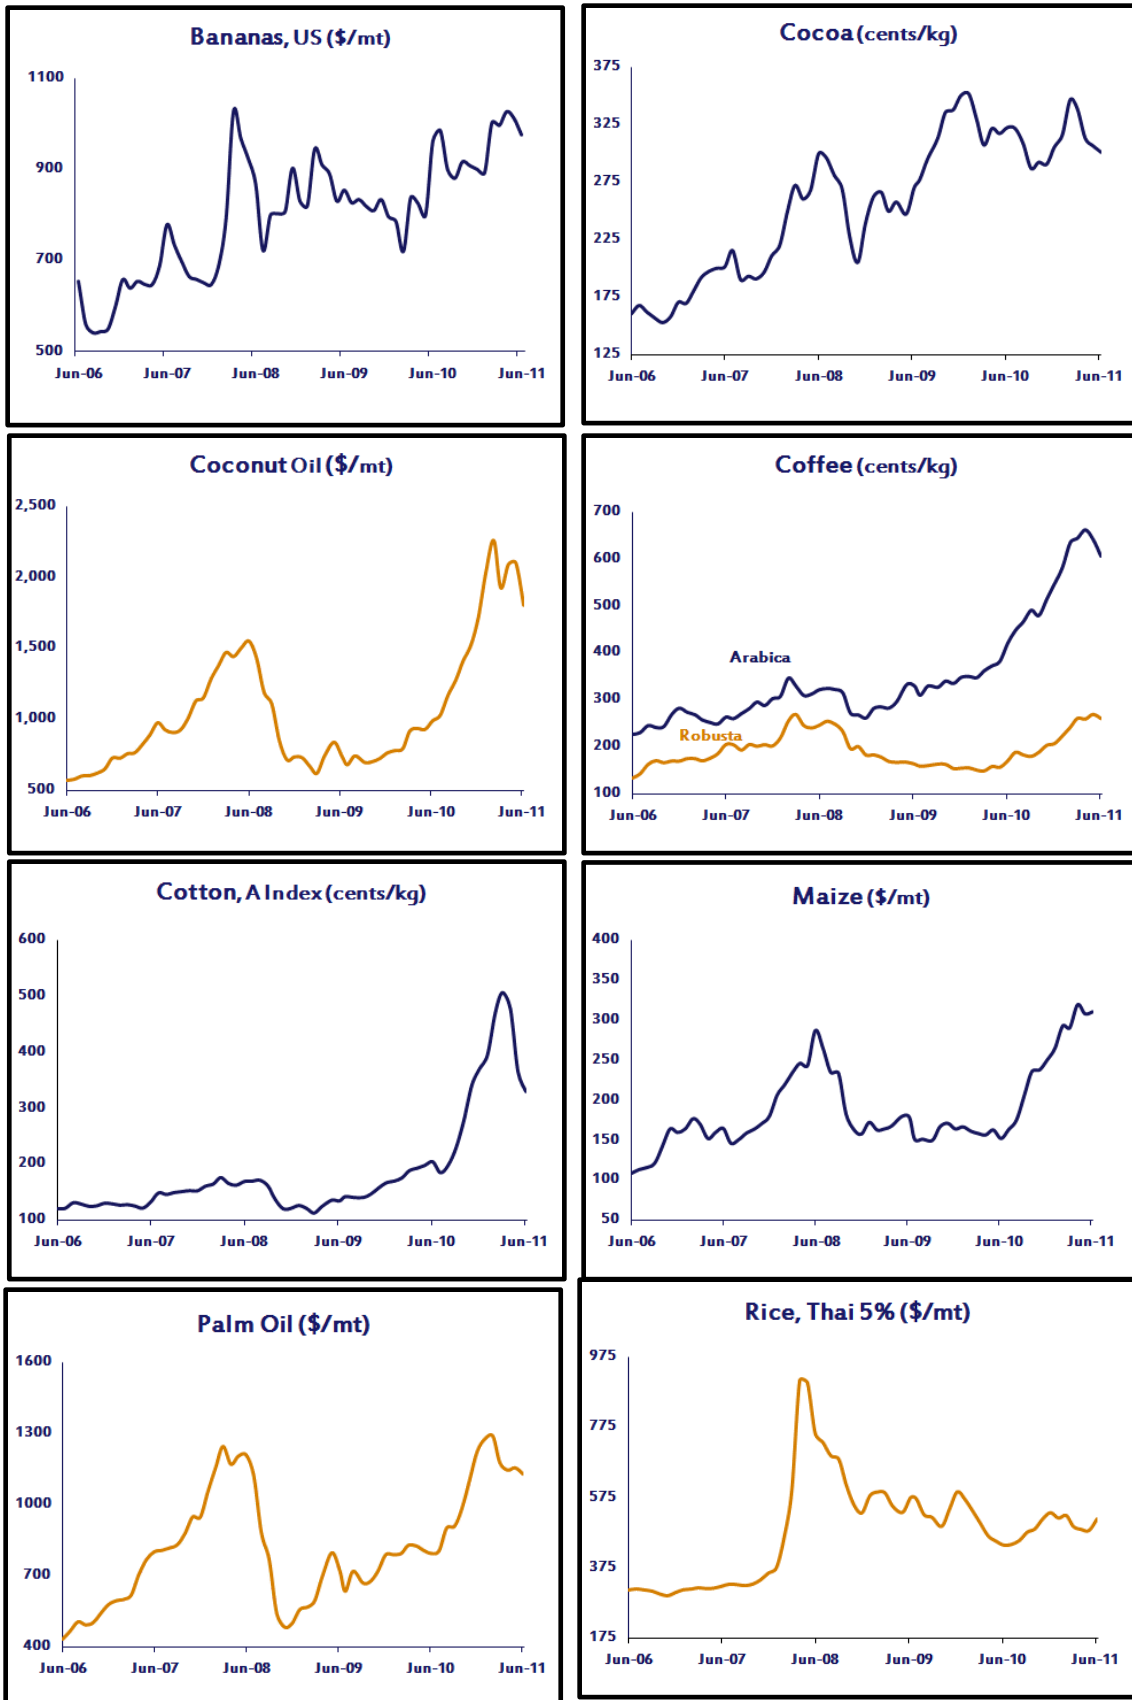 Bananas, US ($/mt)
1100
900
700
500
Jun-06 Jun-07 Jun-08 Jun-09 Jun-10 Jun-11
Cocoa (cents/kg)
375
325
275
225
175
125
Jun-06 Jun-07 Jun-08 Jun-09 Jun-10 Jun-11
Coconut Oil ($/mt)
2,500
2,000
1,500
1,000
500
Jun-06 Jun-07 Jun-08 Jun-09 Jun-10 Jun-11
Coffee (cents/kg)
700
600
500
400
300
200
100
Arabica
Robusta
Jun-06 Jun-07 Jun-08 Jun-09 Jun-10 Jun-11
Cotton, A Index (cents/kg)
600
500
400
300
200
100
Jun-06 Jun-07 Jun-08 Jun-09 Jun-10 Jun-11
Maize ($/mt)
400
350
300
250
200
150
100
50
Jun-06 Jun-07 Jun-08 Jun-09 Jun-10 Jun-11
Palm Oil ($/mt)
1600
1300
1000
700
400
Jun-06 Jun-07 Jun-08 Jun-09 Jun-10 Jun-11
Rice, Thai 5% ($/mt)
975
775
575
375
175
Jun-06 Jun-07 Jun-08 Jun-09 Jun-10 Jun-11